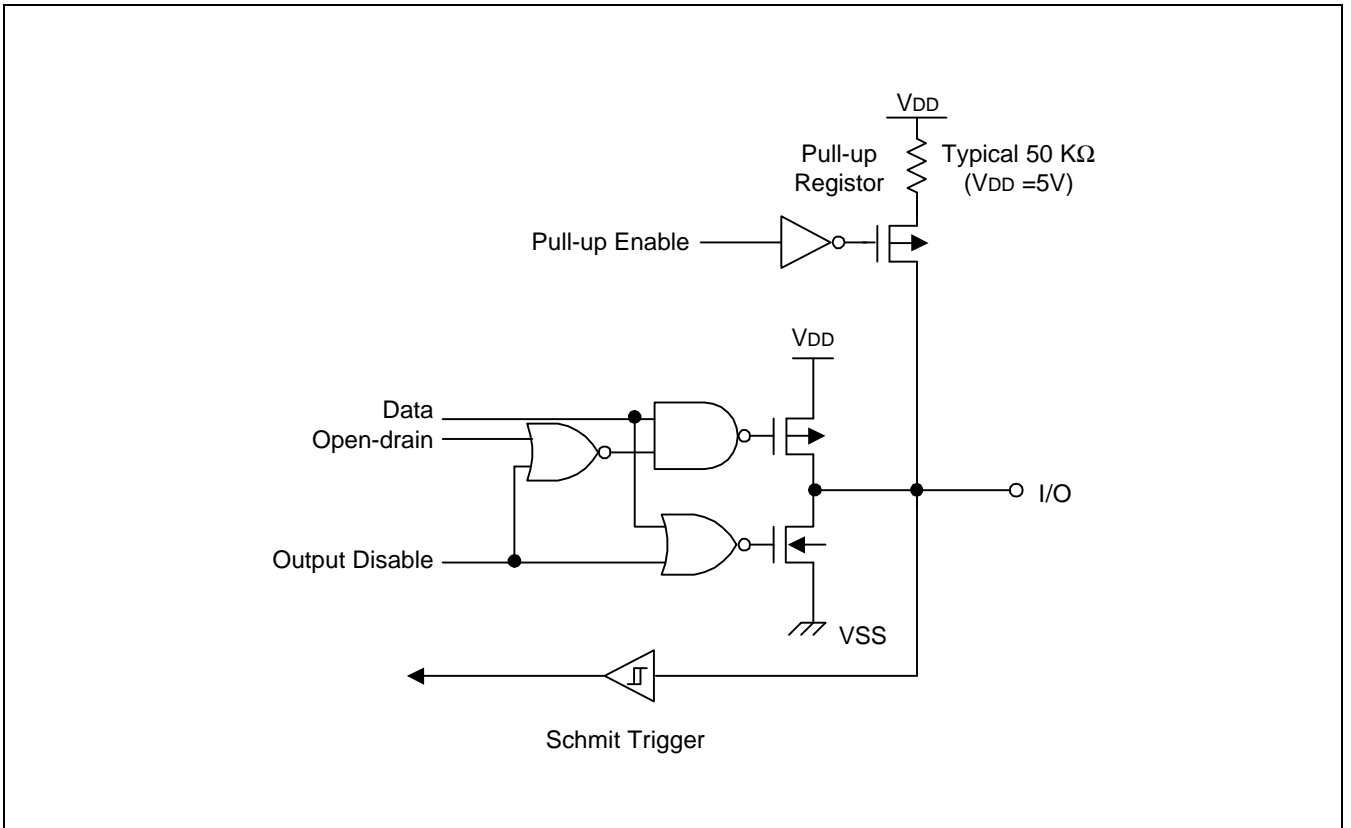 VDD
Pull-up
Registor
Typical 50 KΩ
(VDD =5V)
Pull-up Enable
VDD
Data
Open-drain
I/O
Output Disable
VSS
Schmit Trigger